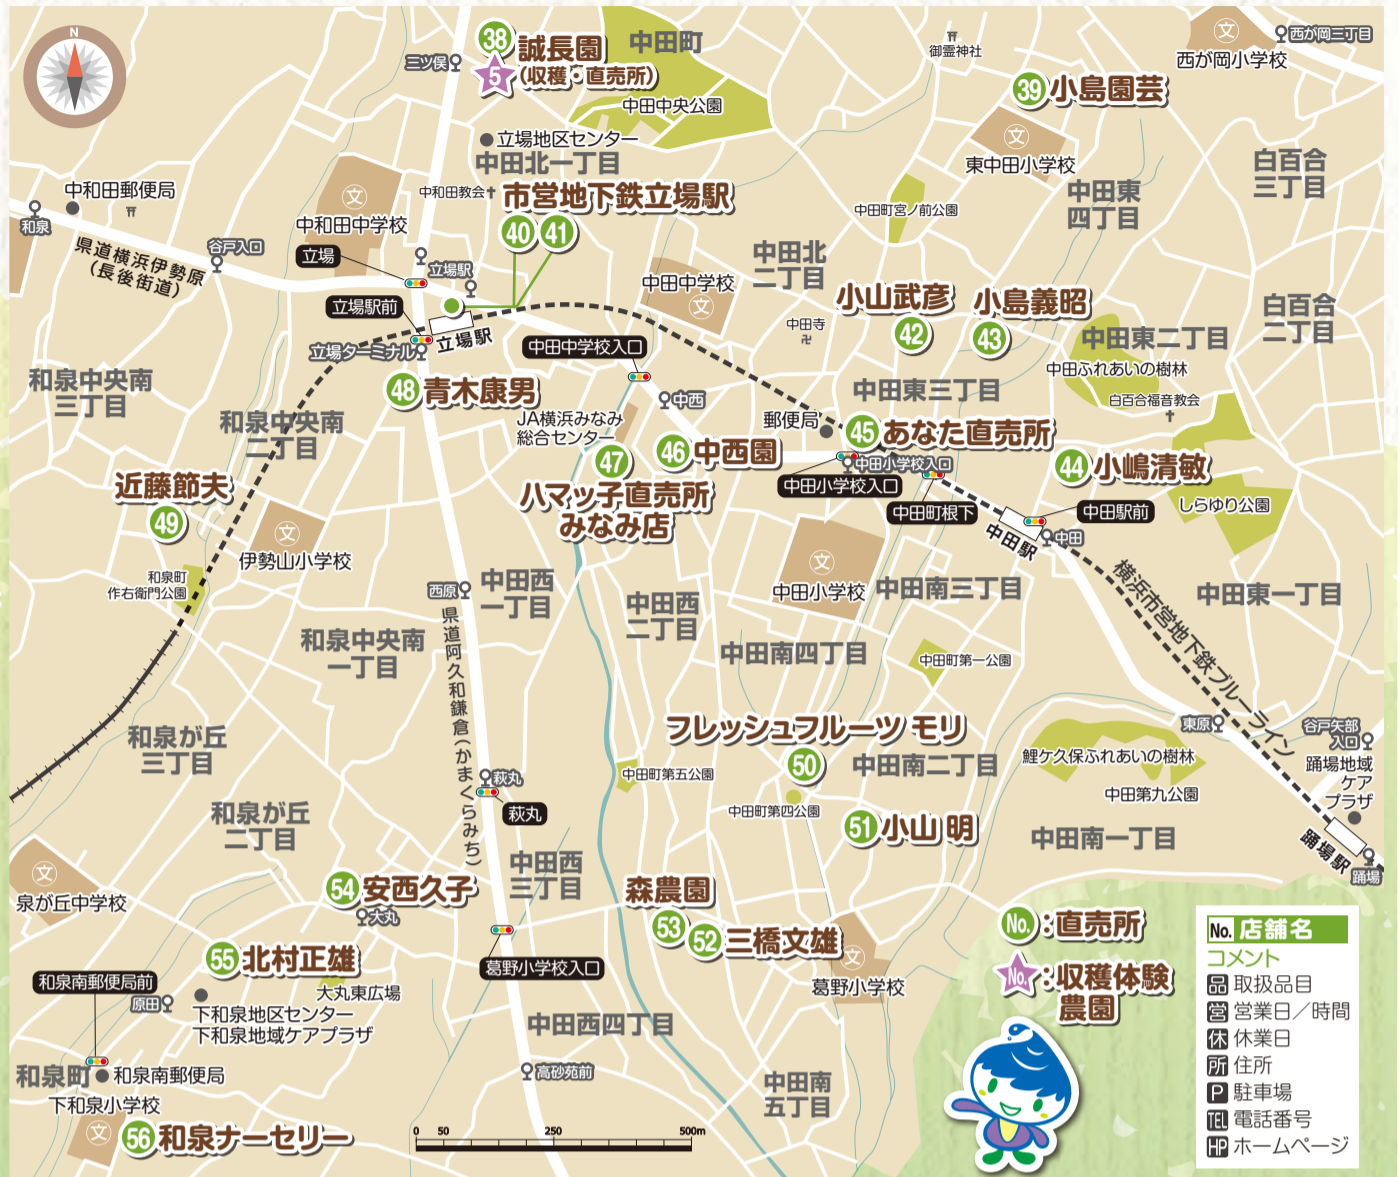 N
三ツ俣
38
誠長園
5
(収穫・直売所)
中田町
中田中央公園
御霊神社
西が岡小学校
西が岡三丁目
39
小島園芸
東中田小学校
立場地区センター
中田北一丁目
中和田教会
市営地下鉄立場駅
40
41
中田町宮ノ前公園
中田東
四丁目
白百合
三丁目
中和田郵便局
和泉
県道横浜伊勢原
(長後街道)
谷戸入口
文
中和田中学校
立場
立場駅前
立場駅
立場駅
立場ターミナル
中田中学校
文
中田北
二丁目
中田寺
小山武彦
42
小島義昭
43
白百合
二丁目
中田東二丁目
中田ふれあいの樹林
白百合福音教会
中田中学校入口
中西
48
青木康男
和泉中央南
三丁目
和泉中央南
二丁目
JA横浜みなみ
総合センター
47
ハマッ子直売所
みなみ店
46
中西園
中田東三丁目
郵便局
45
あなた直売所
中田小学校入口
中田小学校入口
中田町根下
44
小嶋清敏
中田駅前
中田
中田駅
しらゆり公園
近藤節夫
49
文
伊勢山小学校
和泉町
作右衛門公園
西原
中田西
一丁目
中田西
二丁目
文
中田小学校
中田南三丁目
中田東一丁目
横浜市営地下鉄ブルーライン
和泉中央南
一丁目
県道阿久和鎌倉(かまくらみち)
中田南四丁目
中田町第一公園
和泉が丘
三丁目
フレッシュフルーツ モリ
50
中田南二丁目
東原
谷戸矢部
入口
鯉ケ久保ふれあいの樹林
踊場地域
ケア
プラザ
中田町第五公園
中田町第四公園
中田第九公園
萩丸
萩丸
和泉が丘
二丁目
51
小山 明
中田南一丁目
踊場駅
踊場
文
泉が丘中学校
中田西
三丁目
54
安西久子
大丸
森農園
53
52
三橋文雄
文
葛野小学校
55
北村正雄
葛野小学校入口
和泉南郵便局前
原田
大丸東広場
下和泉地区センター
下和泉地域ケアプラザ
中田西四丁目
和泉町
和泉南郵便局
下和泉小学校
文
56
和泉ナーセリー
高砂苑前
中田南
五丁目
0 50 250 500m
No.:直売所
No.:収穫体験
農園
No. 店舗名
コメント
品 取扱品目
営 営業日/時間
休 休業日
所 住所
P 駐車場
TEL 電話番号
HP ホームページ